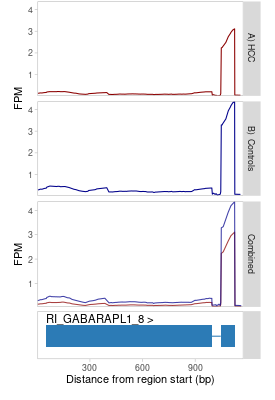 4
3
2
1
A) HCC
FPM
4
3
2
1
B) Controls
4
3
2
1
Combined
FPM
RI_GABARAPL1_8 >
300
600
900
Distance from region start (bp)